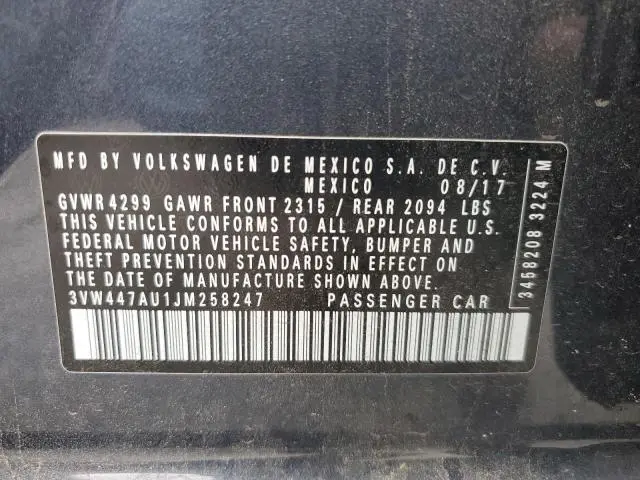 MFD BY VOLKSWAGEN DE MEXICO S.A. DE C.V.
MEXICO 08/17
GVWR 4299 GAWR FRONT 2315 / REAR 2094 LBS
THIS VEHICLE CONFORMS TO ALL APPLICABLE U.S.
FEDERAL MOTOR VEHICLE SAFETY, BUMPER AND
THEFT PREVENTION STANDARDS IN EFFECT ON
THE DATE OF MANUFACTURE SHOWN ABOVE.
3VW447AU1JM258247 PASSENGER CAR
3458208 3224 M